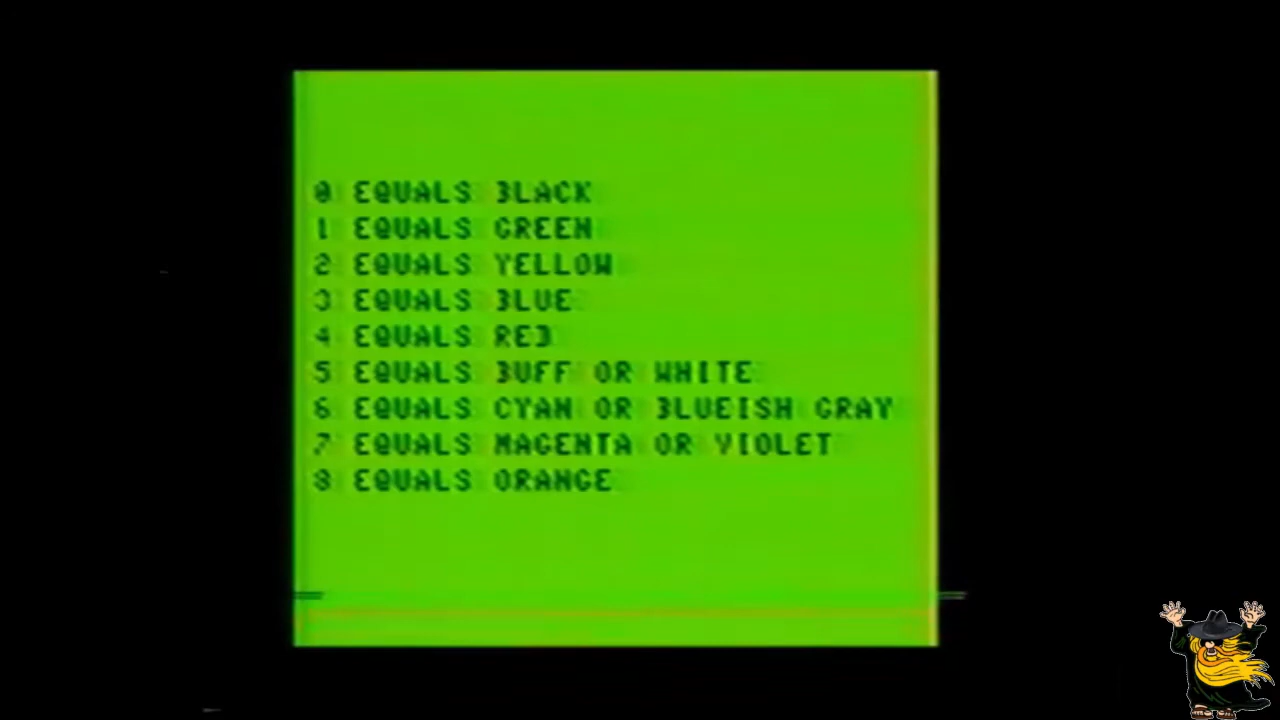 0 EQUALS BLACK
1 EQUALS GREEN
2 EQUALS YELLOW
3 EQUALS BLUE
4 EQUALS RED
5 EQUALS BUFF OR WHITE
6 EQUALS CYAN OR BLUEISH GRAY
7 EQUALS MAGENTA OR VIOLET
8 EQUALS ORANGE